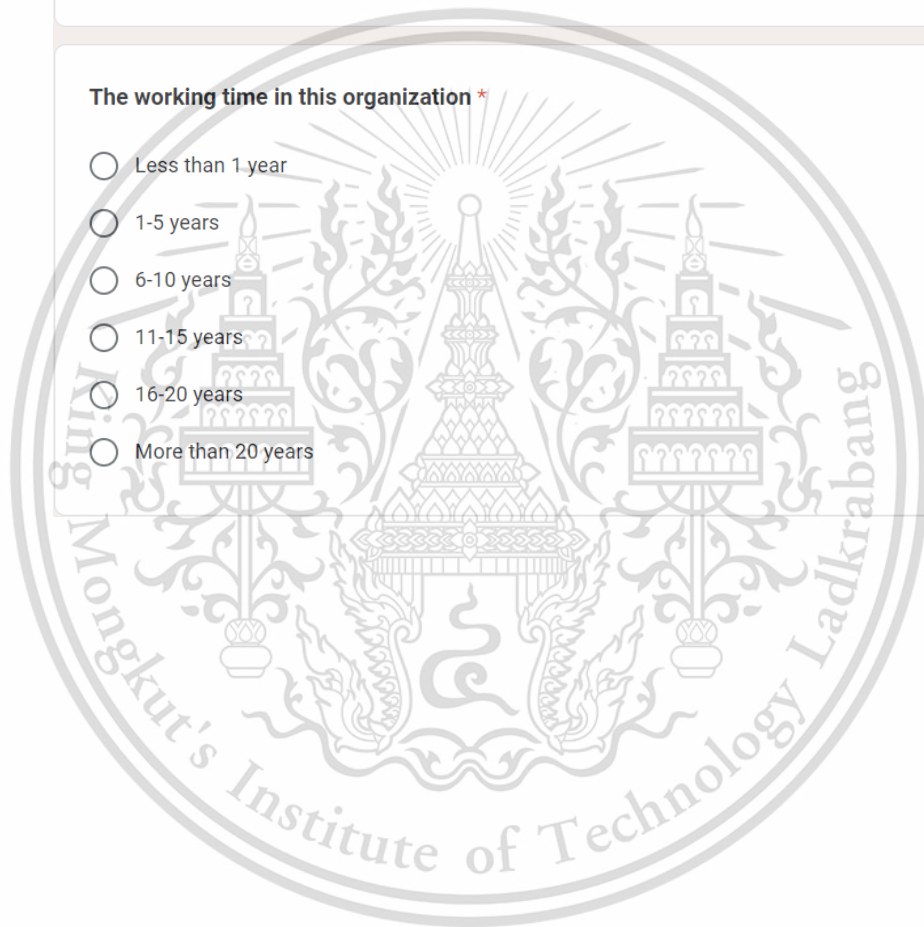 The working time in this organization *
Less than 1 year
1-5 years
6-10 years
11-15 years
16-20 years
More than 20 years
King Mongkut's Institute of Technology Ladkrabang